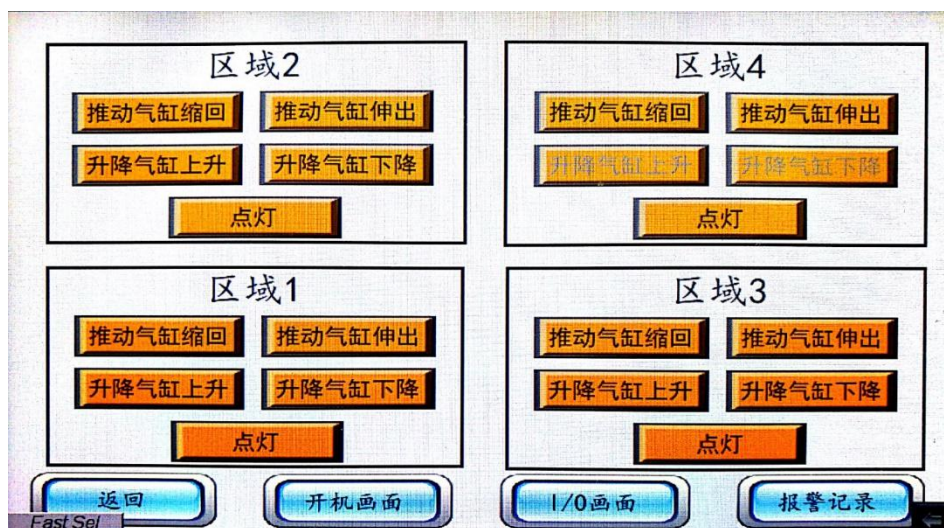 区域2
推动气缸缩回 推动气缸伸出
升降气缸上升 升降气缸下降
点灯
区域4
推动气缸缩回 推动气缸伸出
升降气缸上升 升降气缸下降
点灯
区域1
推动气缸缩回 推动气缸伸出
升降气缸上升 升降气缸下降
点灯
区域3
推动气缸缩回 推动气缸伸出
升降气缸上升 升降气缸下降
点灯
返回 开机画面 I/O画面 报警记录
Fast Sel